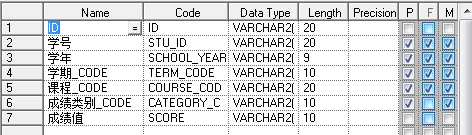 Name Code Data Type Length Precision P F M
1 ID = ID VARCHAR2( 20
2 学号 STU_ID VARCHAR2( 20
3 学年 SCHOOL_YEAR VARCHAR2( 9
4 学期_CODE TERM_CODE VARCHAR2( 10
5 课程_CODE COURSE_COD VARCHAR2( 20
6 成绩类别_CODE CATEGORY_C VARCHAR2( 10
7 成绩值 SCORE VARCHAR2( 10